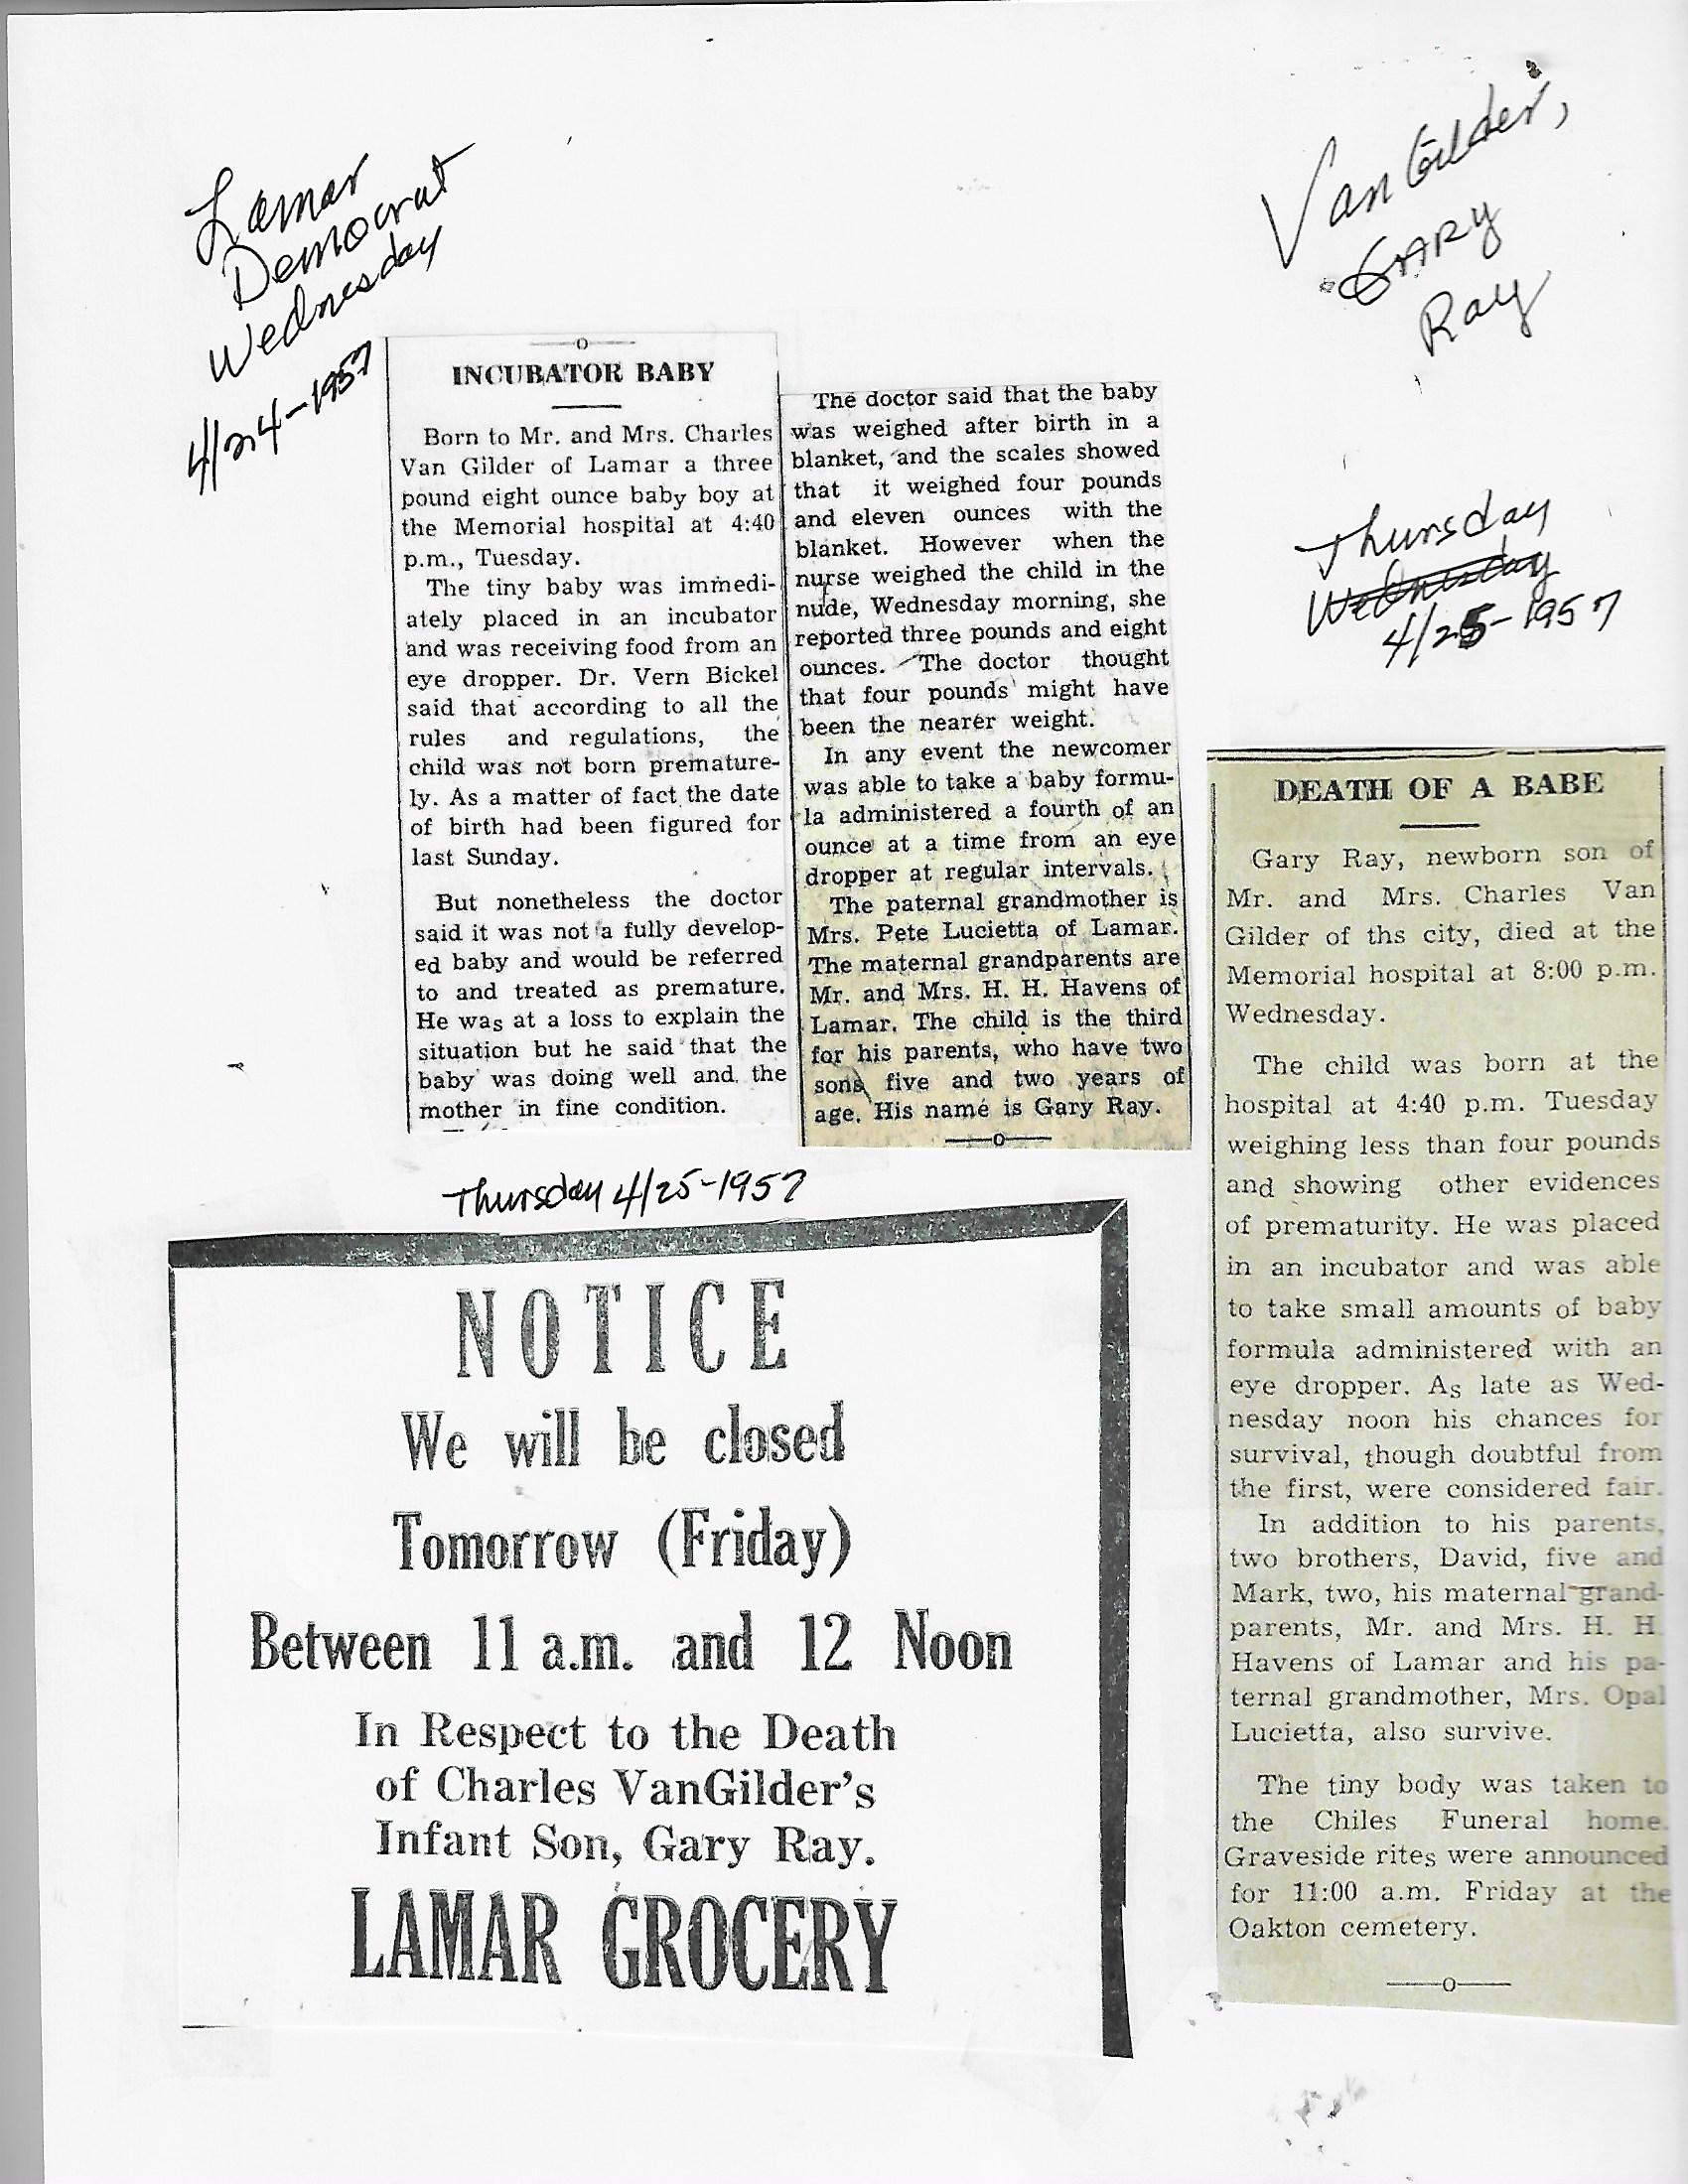 Lamar
Democrat
Wednesday
4/24-1957
Van Gilder,
GARY
Ray
INCUBATOR BABY
Born to Mr. and Mrs. Charles
Van Gilder of Lamar a three
pound eight ounce baby boy at
the Memorial hospital at 4:40
p.m., Tuesday.
The tiny baby was immedi-
ately placed in an incubator
and was receiving food from an
eye dropper. Dr. Vern Bickel
said that according to all the
rules and regulations, the
child was not born premature-
ly. As a matter of fact the date
of birth had been figured for
last Sunday.
But nonetheless the doctor
said it was not a fully develop-
ed baby and would be referred
to and treated as premature.
He was at a loss to explain the
situation but he said that the
baby was doing well and the
mother in fine condition.
The doctor said that the baby
was weighed after birth in a
blanket, and the scales showed
that it weighed four pounds
and eleven ounces with the
blanket. However when the
nurse weighed the child in the
nude, Wednesday morning, she
reported three pounds and eight
ounces. The doctor thought
that four pounds might have
been the nearer weight.
In any event the newcomer
was able to take a baby formu-
la administered a fourth of an
ounce at a time from an eye
dropper at regular intervals.
The paternal grandmother is
Mrs. Pete Lucietta of Lamar.
The maternal grandparents are
Mr. and Mrs. H. H. Havens of
Lamar. The child is the third
for his parents, who have two
sons five and two years of
age. His name is Gary Ray.
Thursday
Wednesday
4/25-1957
DEATH OF A BABE
Gary Ray, newborn son of
Mr. and Mrs. Charles Van
Gilder of ths city, died at the
Memorial hospital at 8:00 p.m.
Wednesday.
The child was born at the
hospital at 4:40 p.m. Tuesday
weighing less than four pounds
and showing other evidences
of prematurity. He was placed
in an incubator and was able
to take small amounts of baby
formula administered with an
eye dropper. As late as Wed-
nesday noon his chances for
survival, though doubtful from
the first, were considered fair.
In addition to his parents,
two brothers, David, five and
Mark, two, his maternal grand-
parents, Mr. and Mrs. H. H.
Havens of Lamar and his pa-
ternal grandmother, Mrs. Opal
Lucietta, also survive.
The tiny body was taken to
the Chiles Funeral home.
Graveside rites were announced
for 11:00 a.m. Friday at the
Oakton cemetery.
Thursday 4/25-1957
NOTICE
We will be closed
Tomorrow (Friday)
Between 11 a.m. and 12 Noon
In Respect to the Death
of Charles VanGilder's
Infant Son, Gary Ray.
LAMAR GROCERY